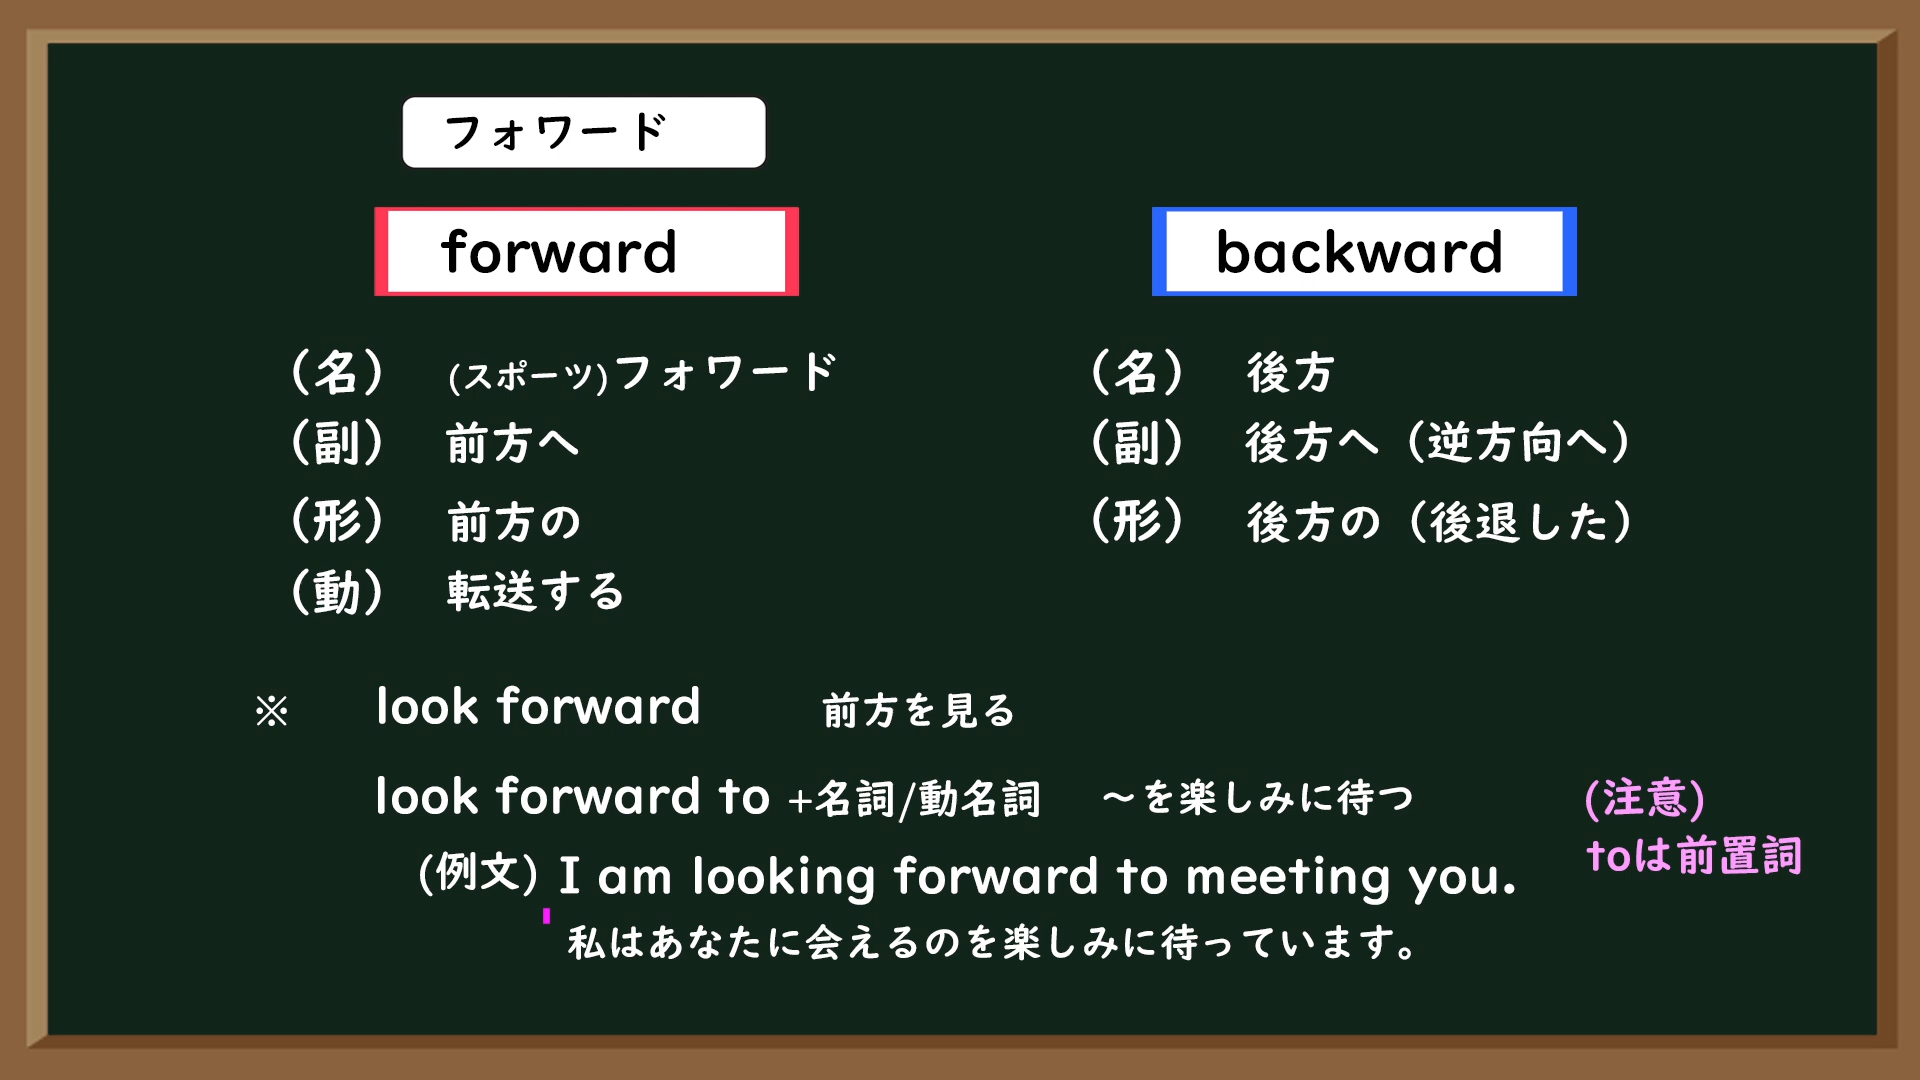 フォワード
forward
backward
(名) (スポーツ)フォワード
(副) 前方へ
(形) 前方の
(動) 転送する
(名) 後方
(副) 後方へ（逆方向へ）
(形) 後方の（後退した）
※ look forward 前方を見る
look forward to +名詞/動名詞 ～を楽しみに待つ
(注意)
toは前置詞
(例文) I am looking forward to meeting you.
私はあなたに会えるのを楽しみに待っています。